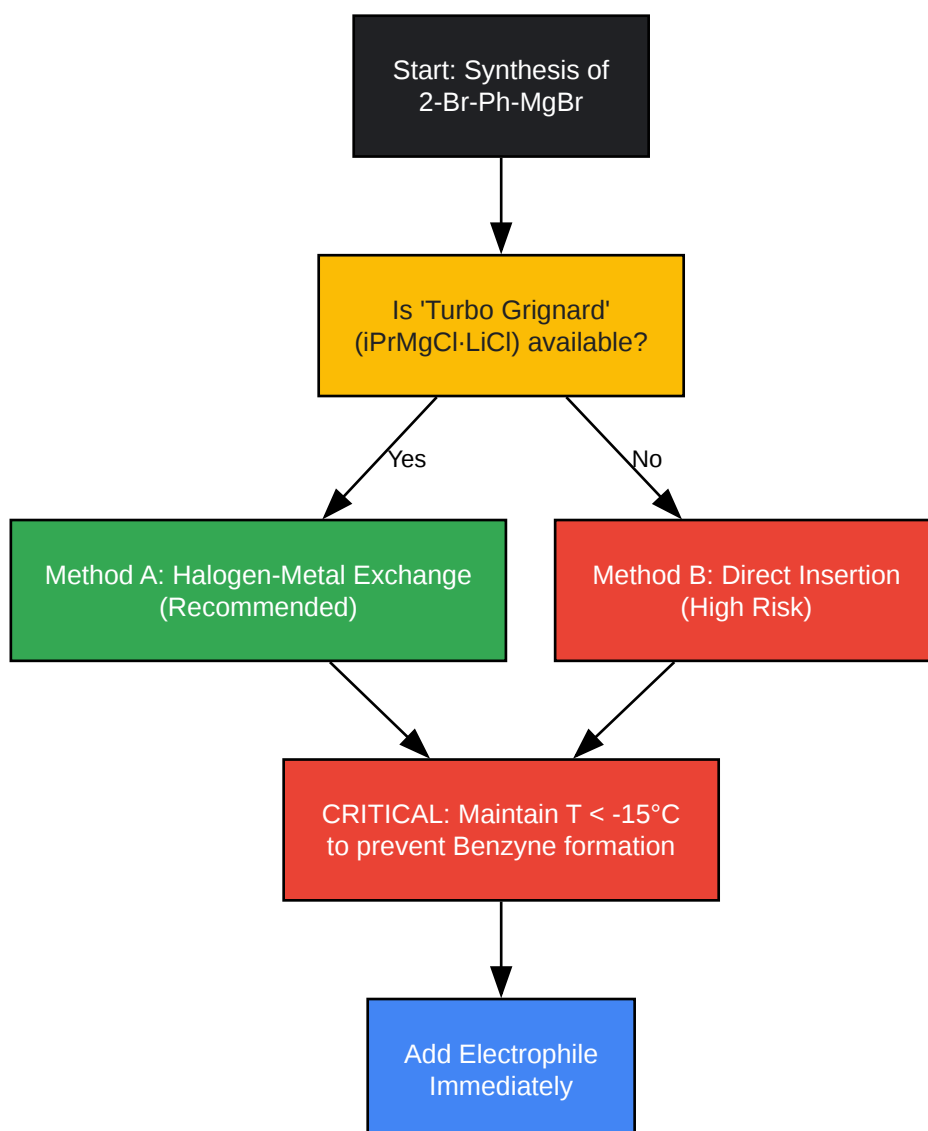 Start: Synthesis of
2-Br-Ph-MgBr
Is 'Turbo Grignard'
(iPrMgCl·LiCl) available?
Yes
No
Method A: Halogen-Metal Exchange
(Recommended)
Method B: Direct Insertion
(High Risk)
CRITICAL: Maintain T < -15°C
to prevent Benzyne formation
Add Electrophile
Immediately